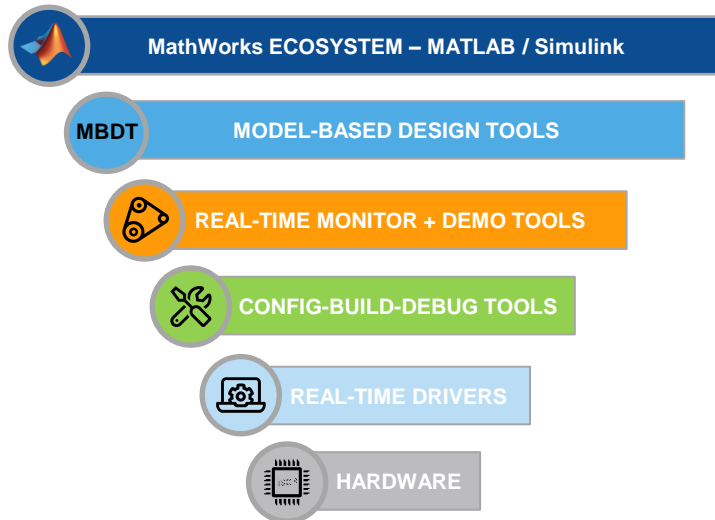 MathWorks ECOSYSTEM – MATLAB / Simulink
MBDT MODEL-BASED DESIGN TOOLS
REAL-TIME MONITOR + DEMO TOOLS
CONFIG-BUILD-DEBUG TOOLS
REAL-TIME DRIVERS
HARDWARE